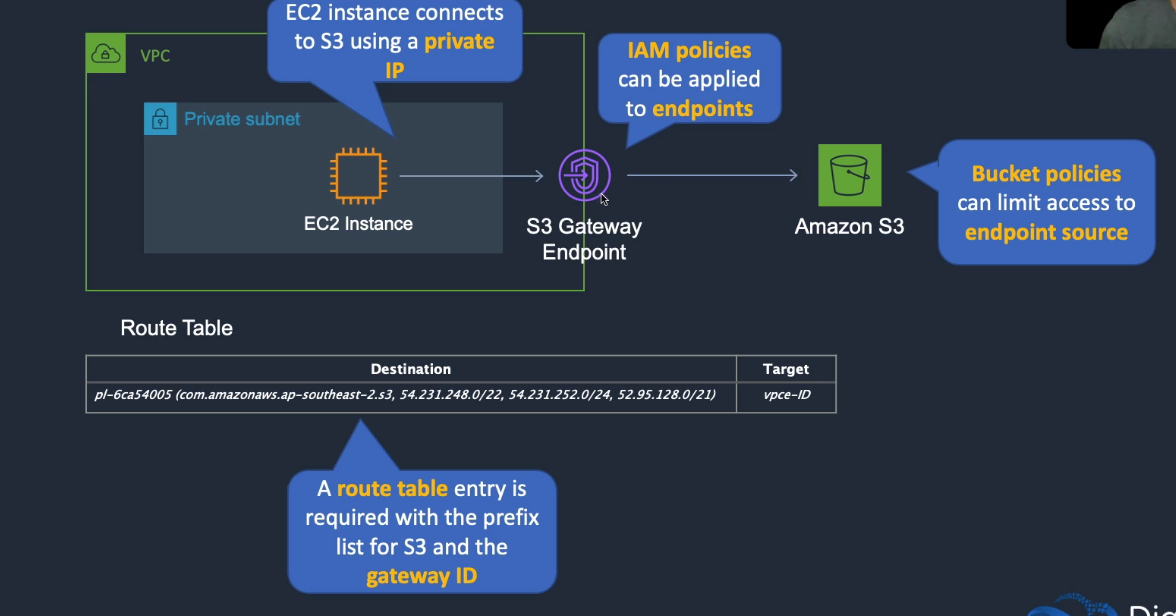 EC2 instance connects
to S3 using a private
IP
IAM policies
can be applied
to endpoints
VPC
Private subnet
EC2 Instance
S3 Gateway
Endpoint
Amazon S3
Bucket policies
can limit access to
endpoint source
Route Table
Destination
Target
pl-6ca54005 (com.amazonaws.ap-southeast-2.s3, 54.231.248.0/22, 54.231.252.0/24, 52.95.128.0/21)
vpce-ID
A route table entry is
required with the prefix
list for S3 and the
gateway ID